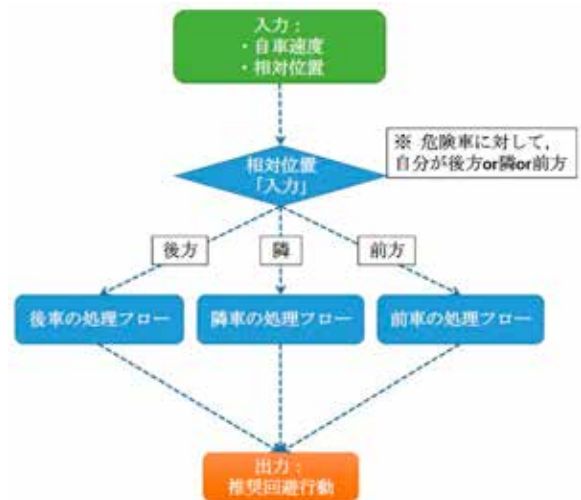 入力：
・自車速度
・相対位置
※ 危険車に対して，
自分が後方or隣or前方
相対位置
「入力」
後方
隣
前方
後車の処理フロー
隣車の処理フロー
前車の処理フロー
出力：
推奨回避行動